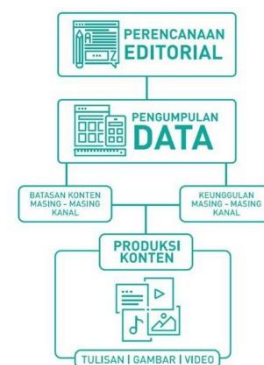 PERENCANAAN
EDITORIAL
PENGUMPULAN
DATA
BATASAN KONTEN
MASING - MASING
KANAL
KEUNGGULAN
MASING - MASING
KANAL
PRODUKSI
KONTEN
TULISAN | GAMBAR | VIDEO